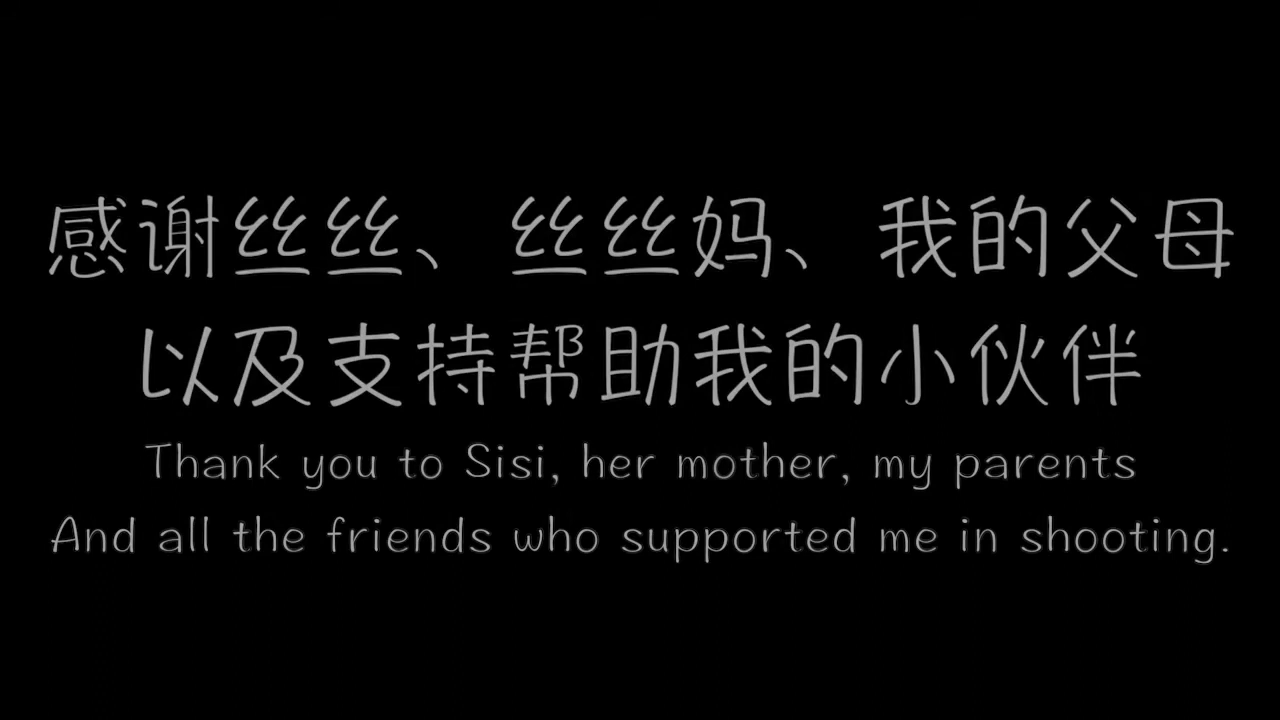 感谢丝丝、丝丝妈、我的父母
以及支持帮助我的小伙伴
Thank you to Sisi, her mother, my parents
And all the friends who supported me in shooting.